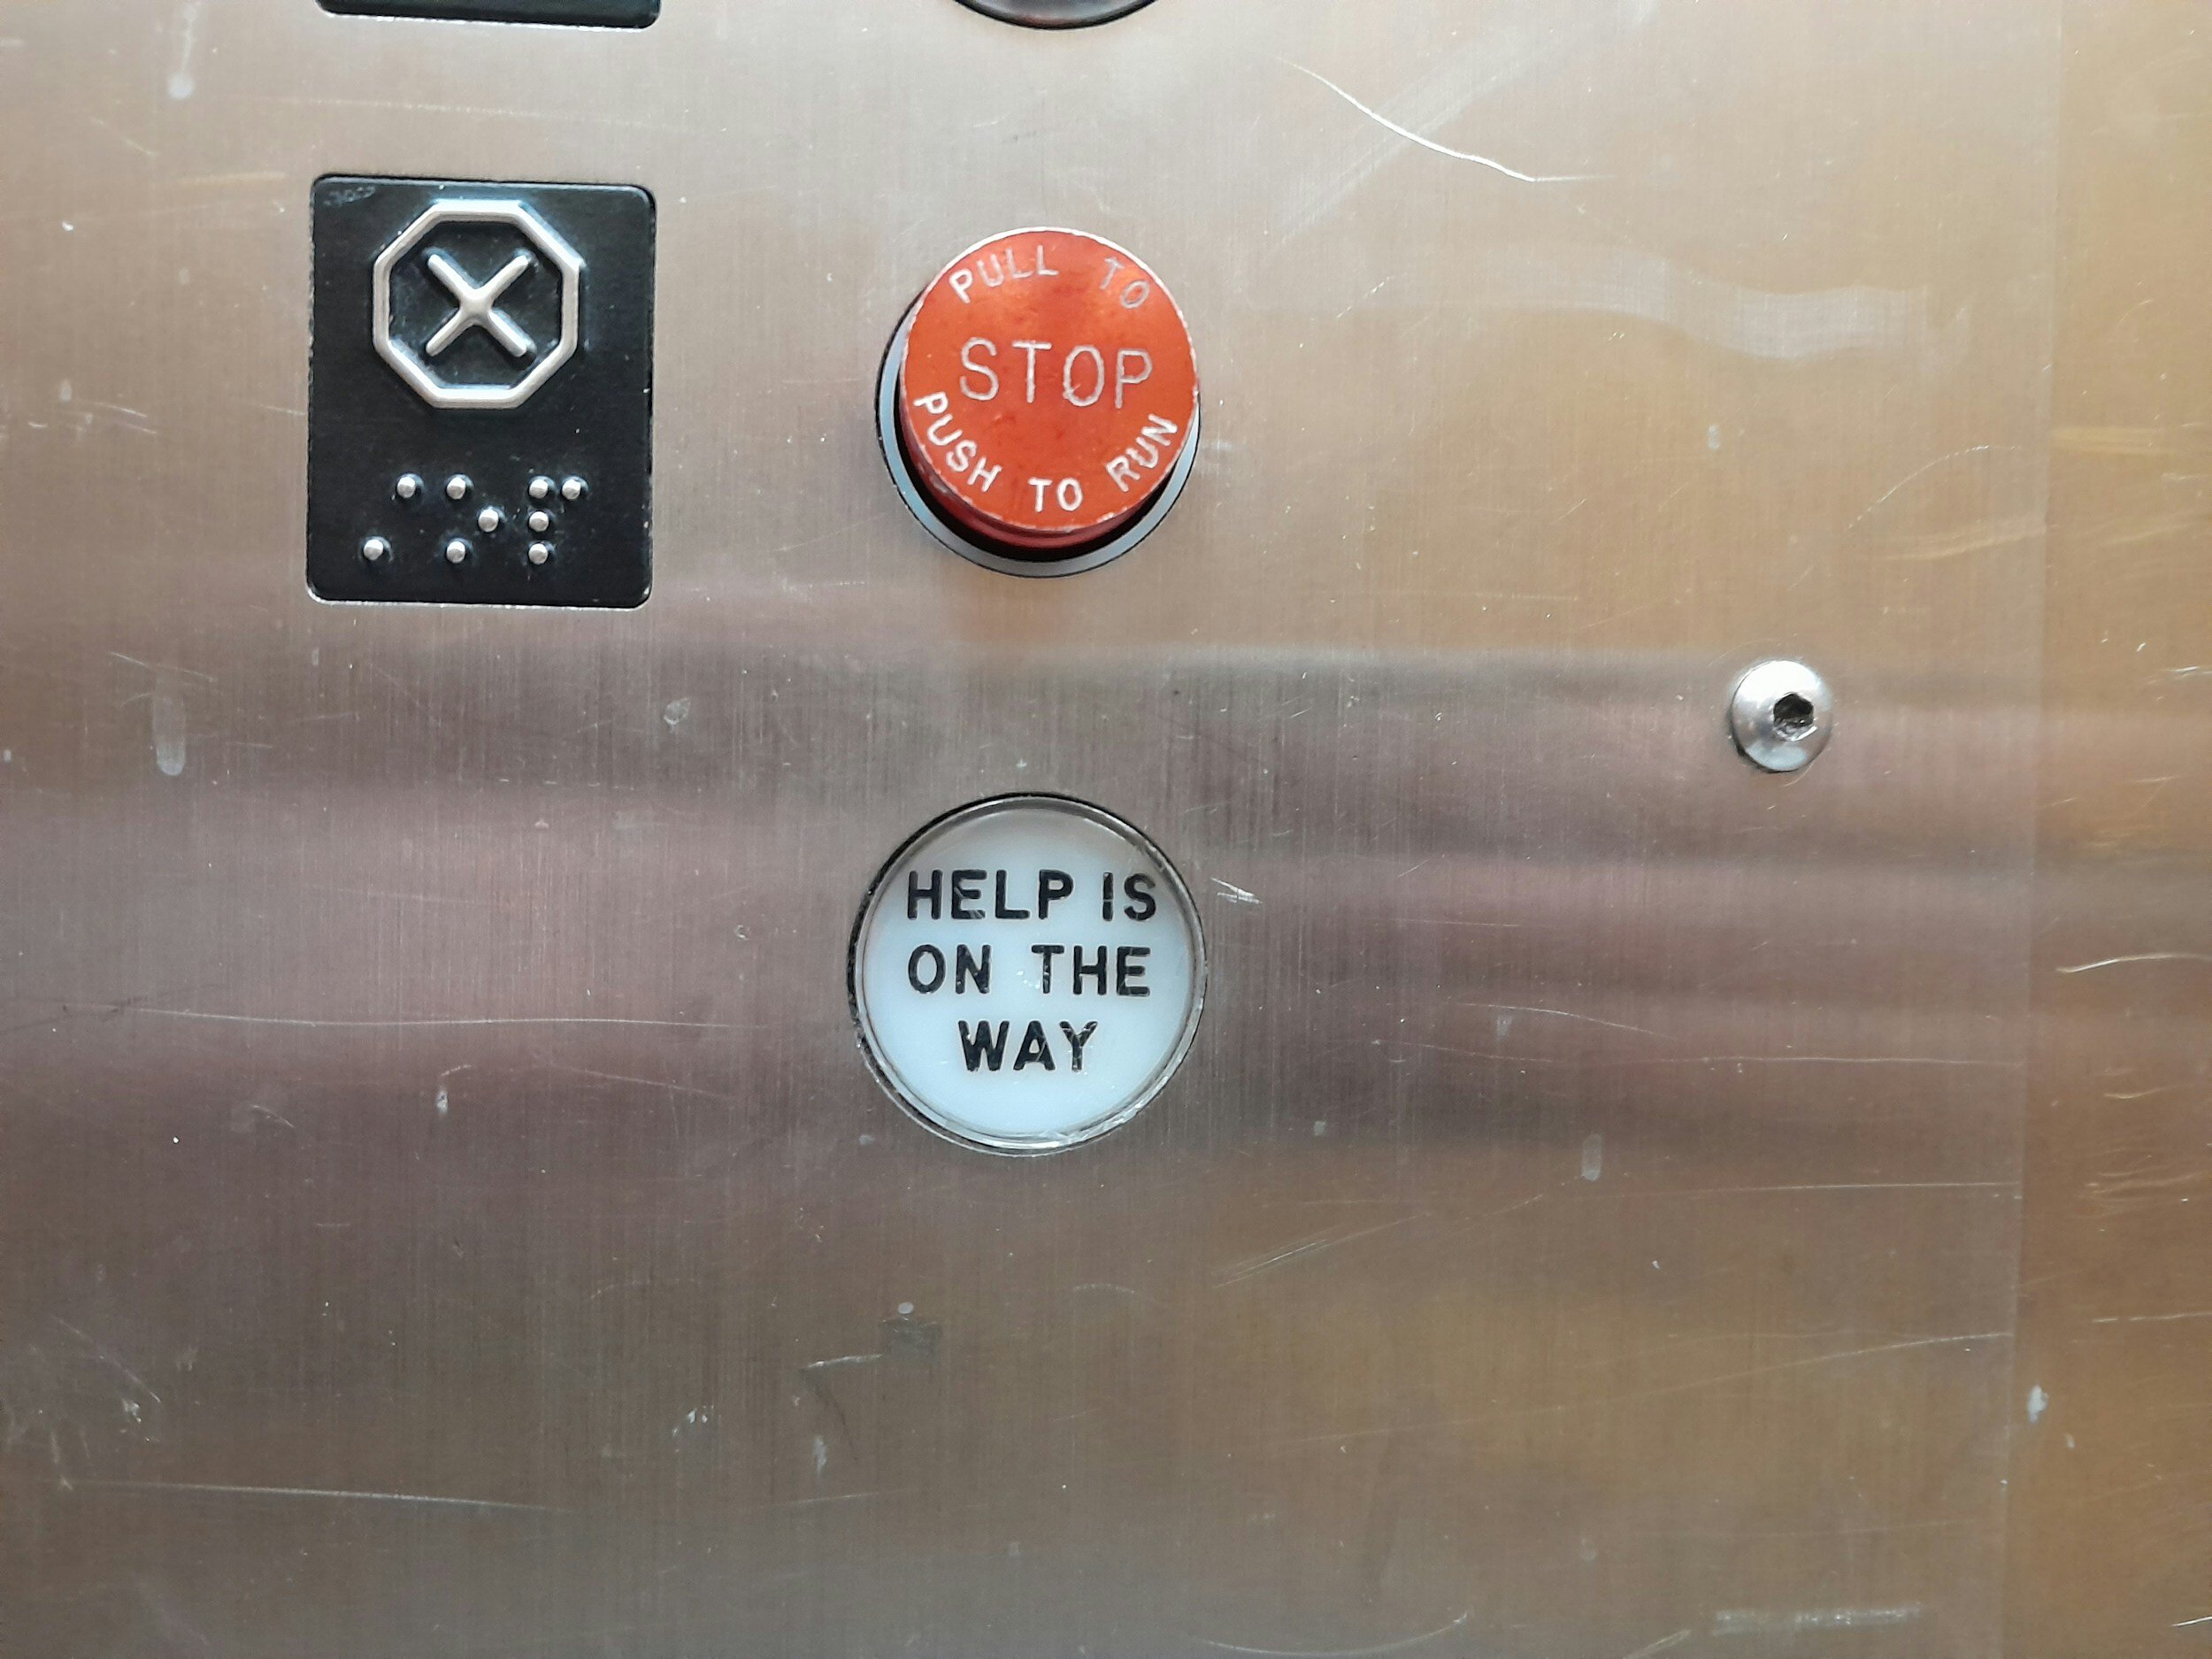 ⠌⠕⠏
PULL TO
STOP
PUSH TO RUN
HELP IS
ON THE
WAY